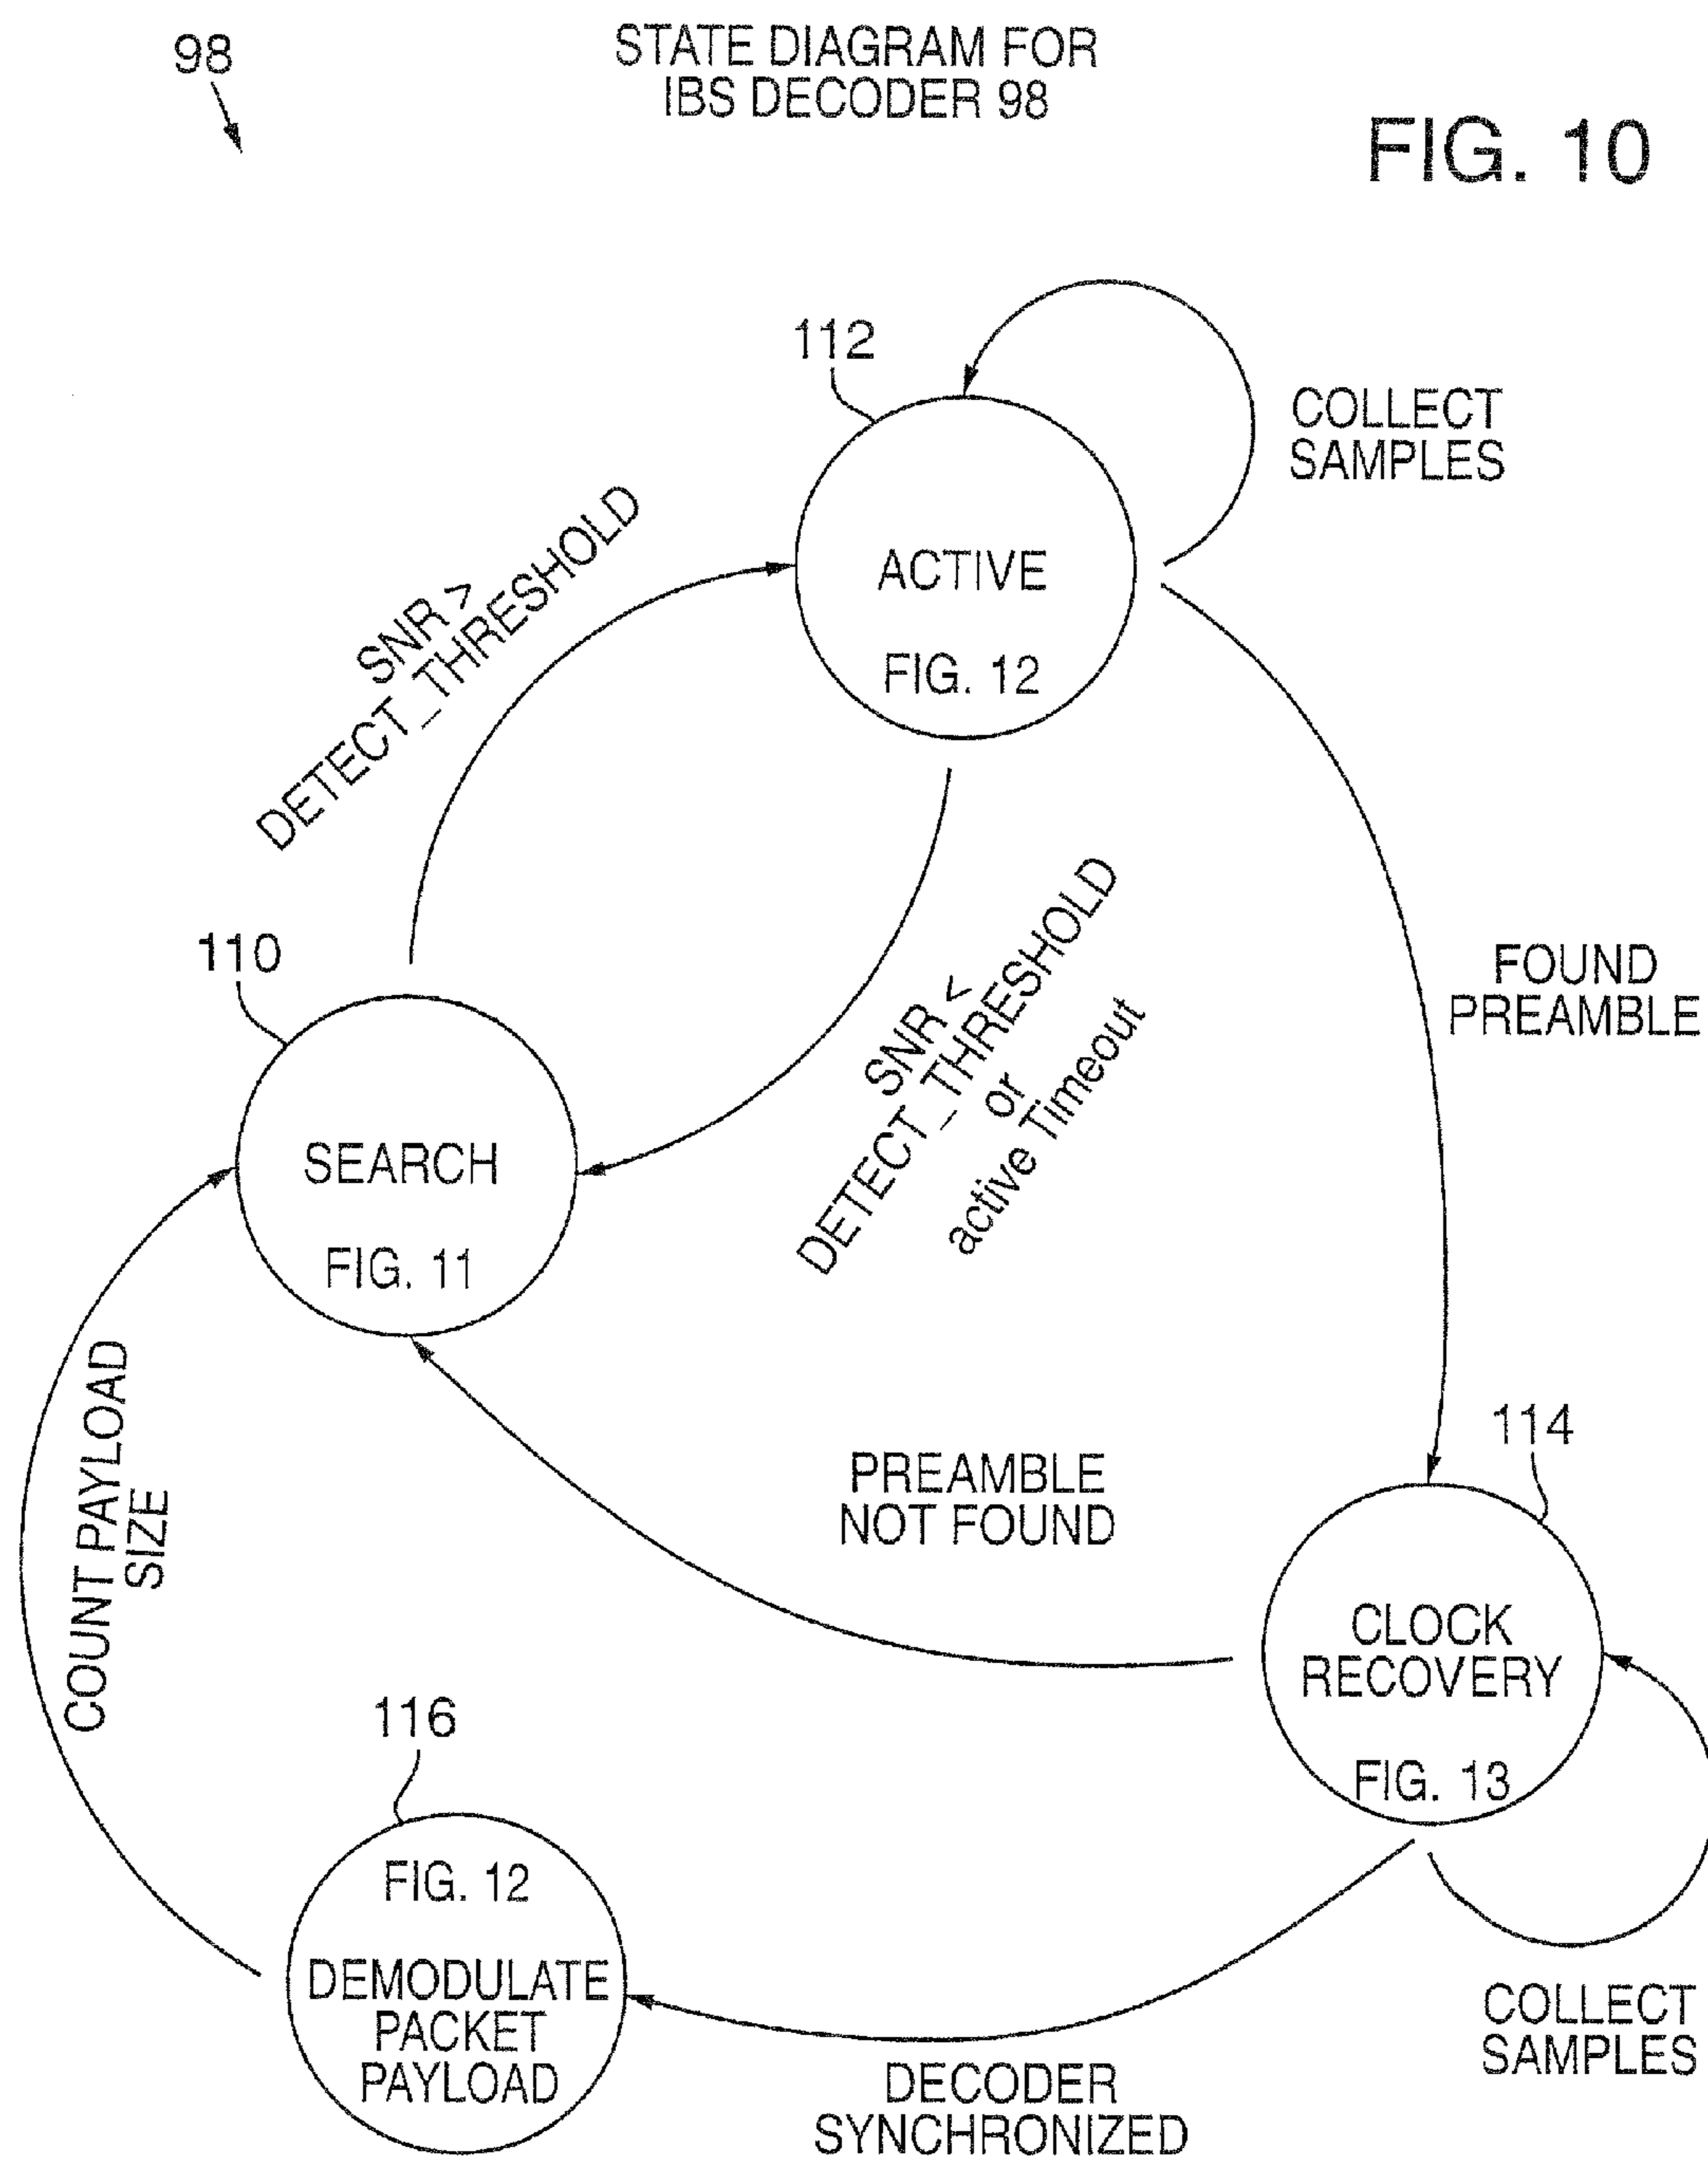 98
STATE DIAGRAM FOR
IBS DECODER 98
FIG. 10
112
COLLECT
SAMPLES
ACTIVE
FIG. 12
SNR >
DETECT_THRESHOLD
110
SEARCH
FIG. 11
SNR <
DETECT_THRESHOLD
or
active Timeout
FOUND
PREAMBLE
114
PREAMBLE
NOT FOUND
CLOCK
RECOVERY
FIG. 13
COUNT PAYLOAD
SIZE
116
FIG. 12
DEMODULATE
PACKET
PAYLOAD
DECODER
SYNCHRONIZED
COLLECT
SAMPLES